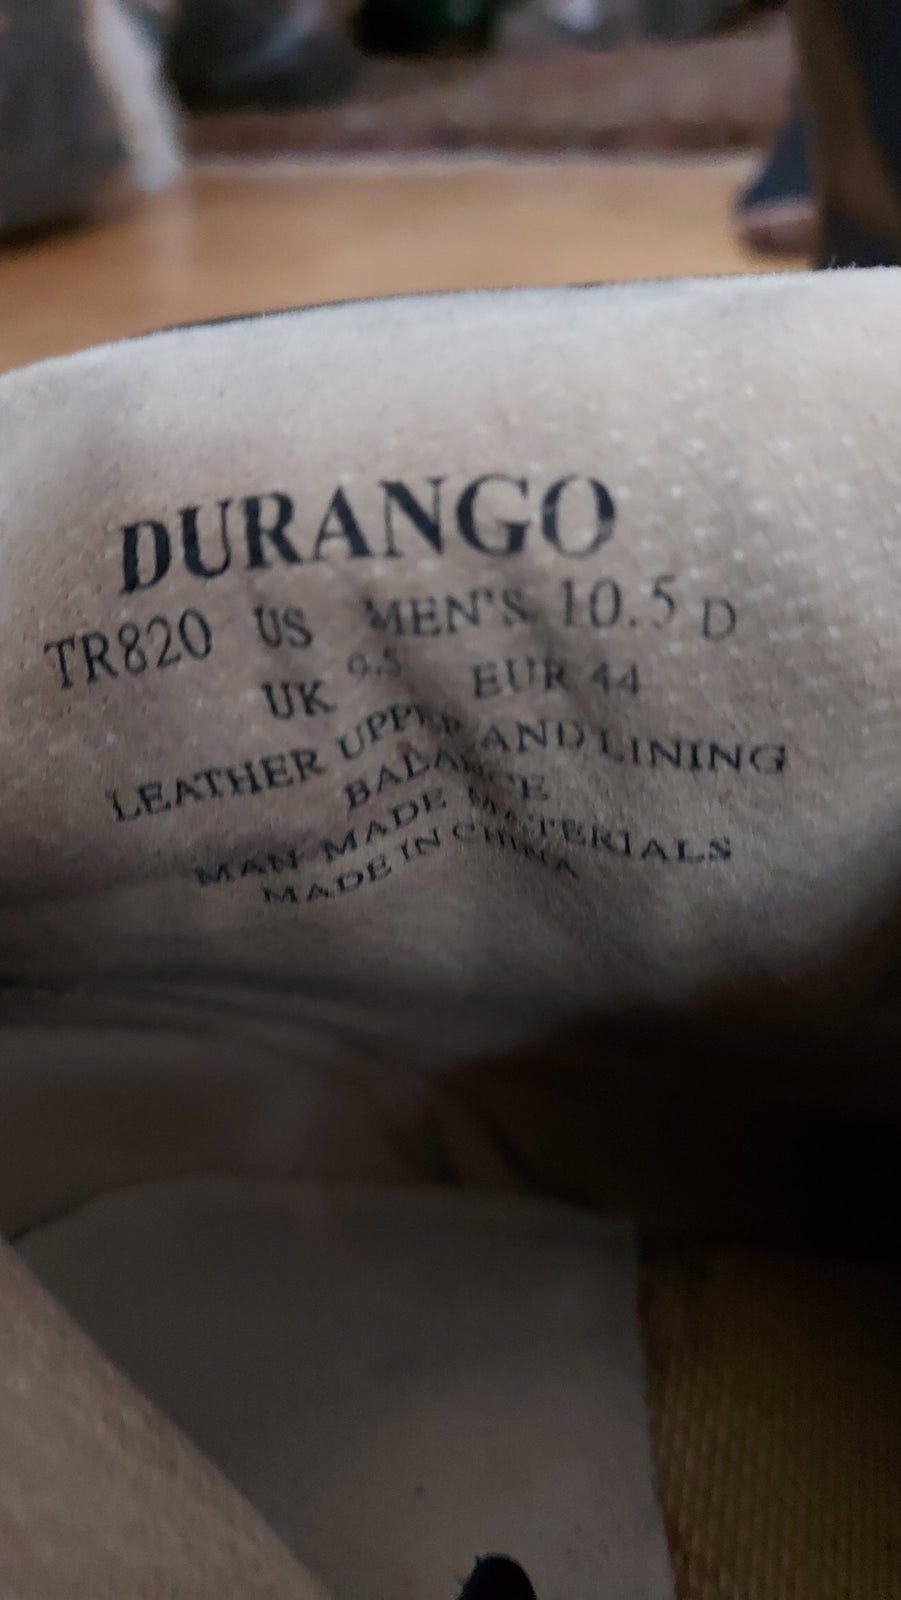 DURANGO
TR820 US MEN'S 10.5 D
UK 9.5 EUR 44
LEATHER UPPER AND LINING
BALANCE
MAN MADE MATERIALS
MADE IN CHINA